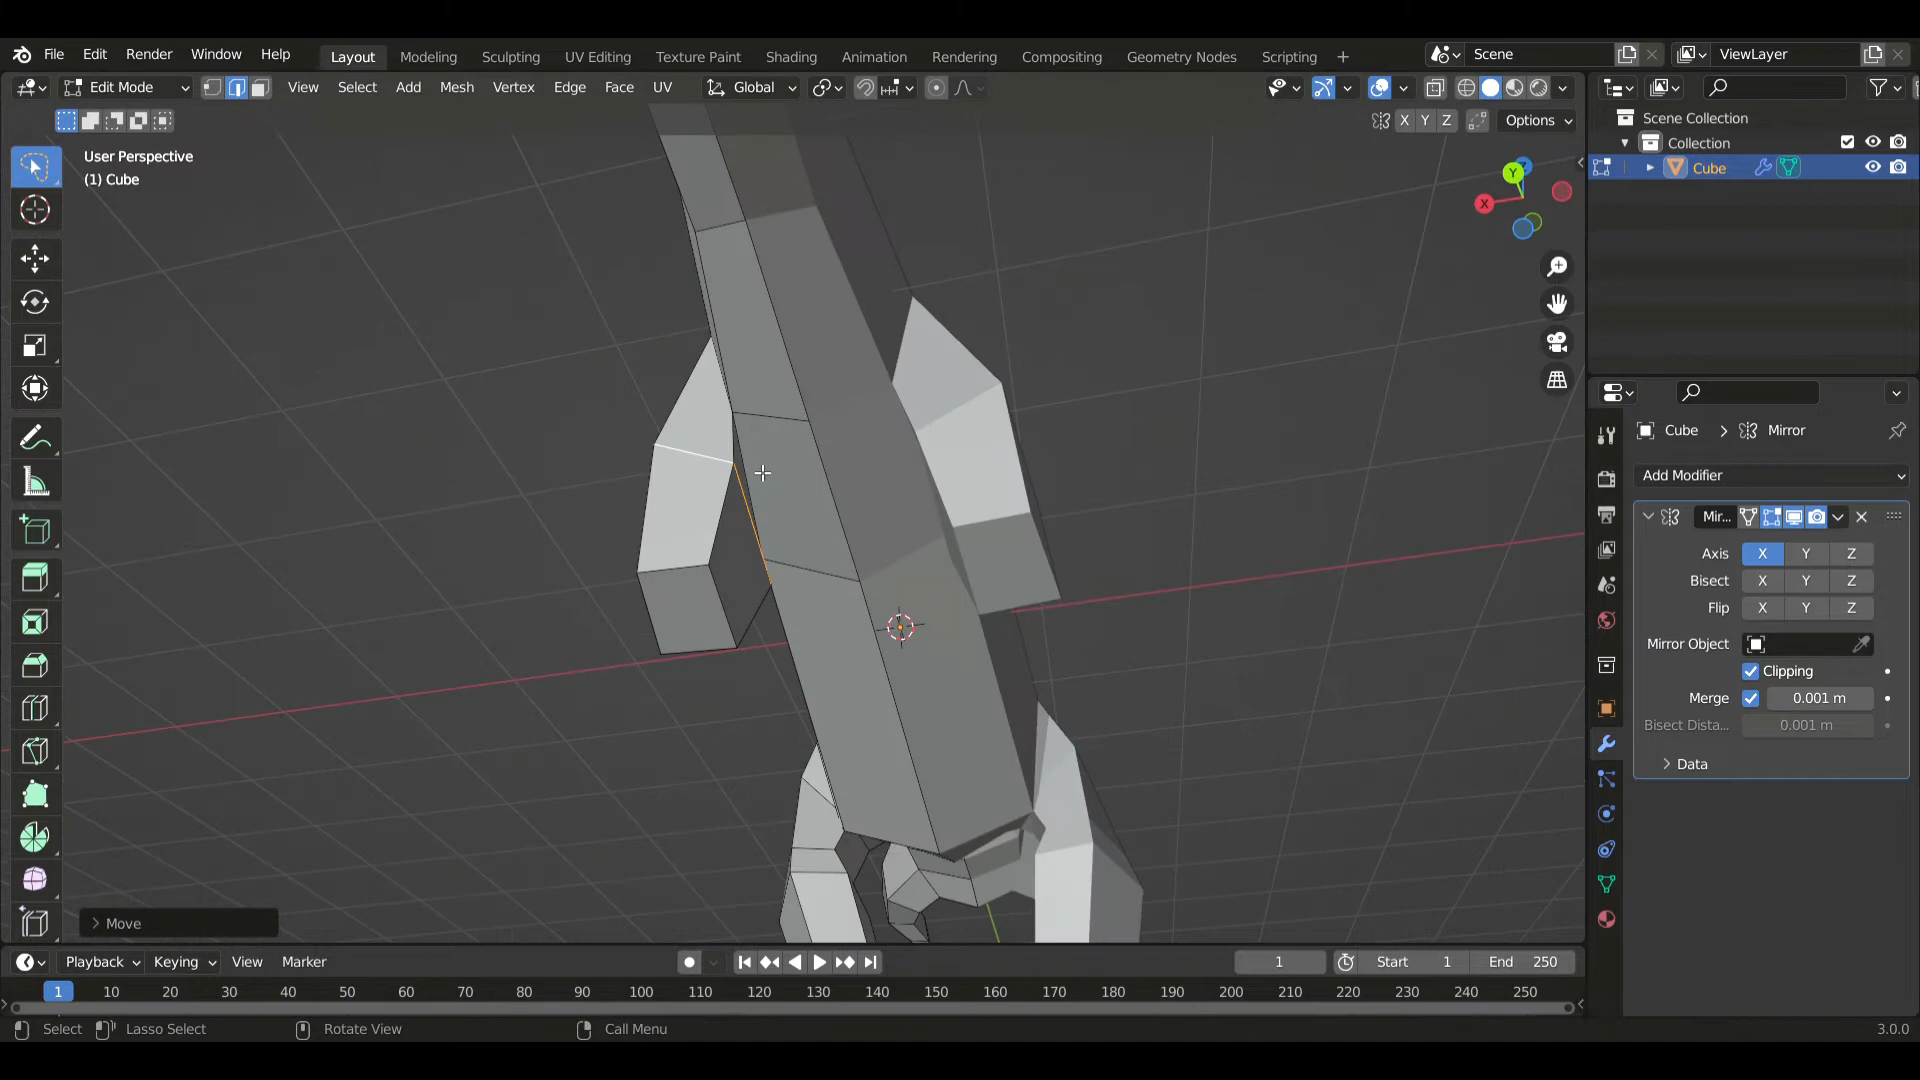 File Edit Render Window Help Layout Modeling Sculpting UV Editing Texture Paint Shading Animation Rendering Compositing Geometry Nodes Scripting + Scene ViewLayer
Edit Mode View Select Add Mesh Vertex Edge Face UV Global
X Y Z Options
User Perspective
(1) Cube
Y
X
Move
Scene Collection
Collection
Cube
Cube > Mirror
Add Modifier
Mir...
Axis X Y Z
Bisect X Y Z
Flip X Y Z
Mirror Object
Clipping
Merge 0.001 m
Bisect Dista... 0.001 m
Data
Playback Keying View Marker 1 Start 1 End 250
1 10 20 30 40 50 60 70 80 90 100 110 120 130 140 150 160 170 180 190 200 210 220 230 240 250
Select Lasso Select Rotate View Call Menu 3.0.0